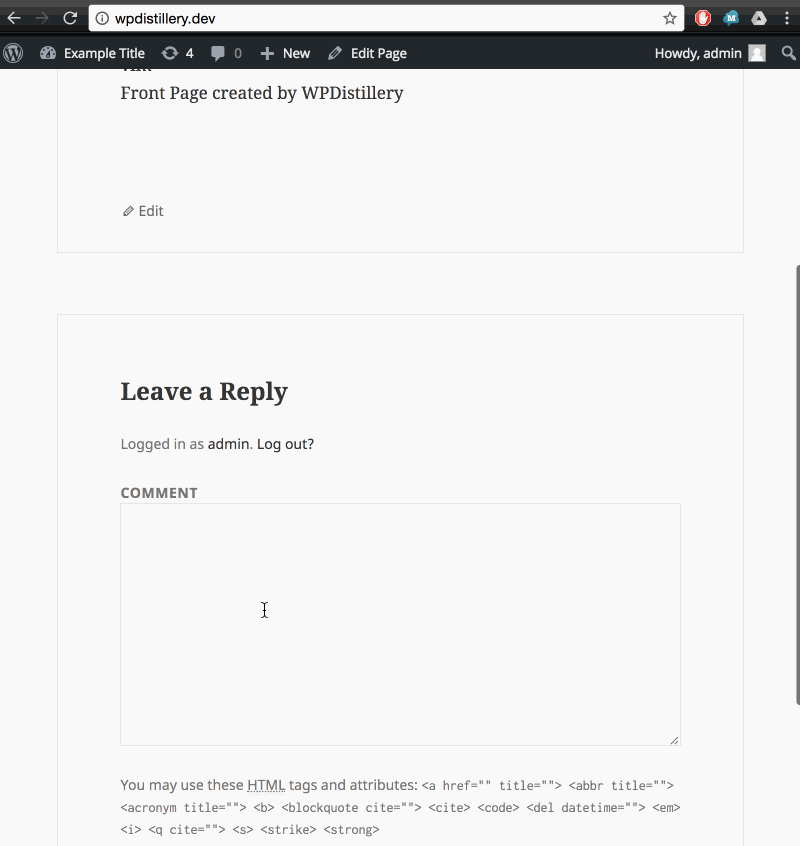 wpdistillery.dev
Example Title 4 0 New Edit Page Howdy, admin
Front Page created by WPDistillery
Edit
Leave a Reply
Logged in as admin. Log out?
COMMENT
You may use these HTML tags and attributes: <a href="" title=""> <abbr title="">
<acronym title=""> <b> <blockquote cite=""> <cite> <code> <del datetime=""> <em>
<i> <q cite=""> <s> <strike> <strong>